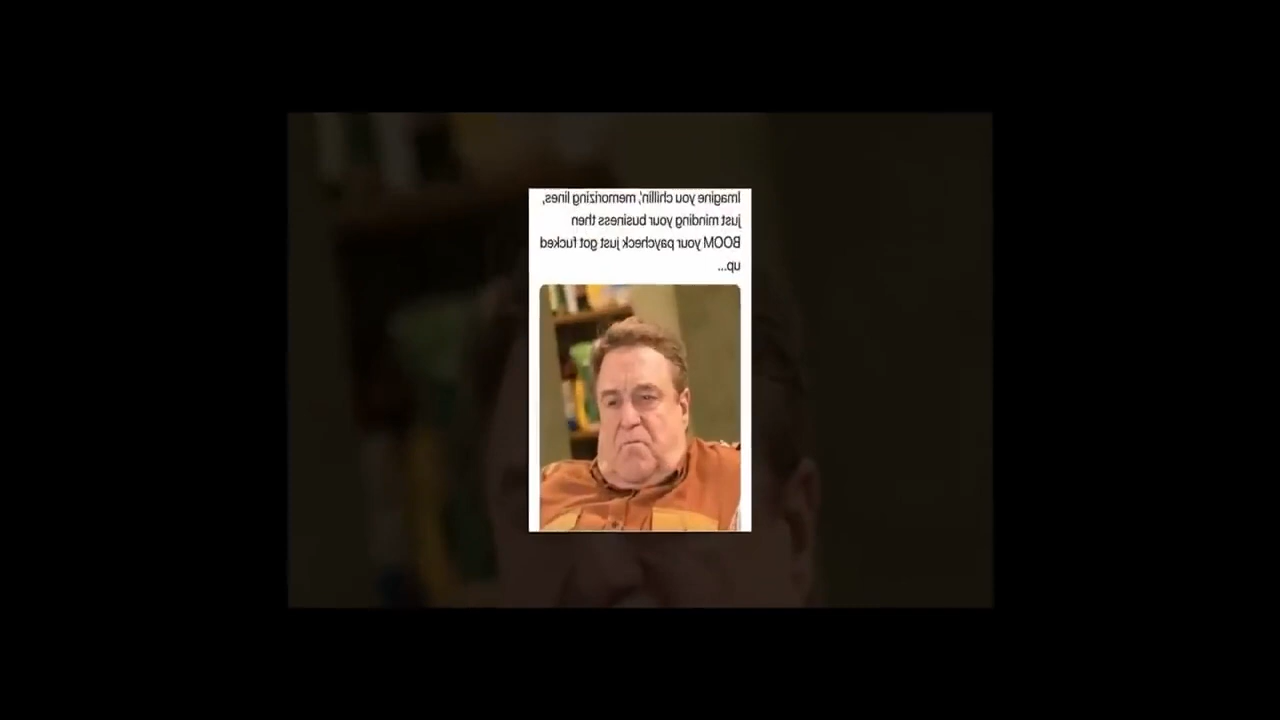 Imagine you chillin', memorizing lines,
just minding your business then
BOOM your paycheck just got fucked
up...